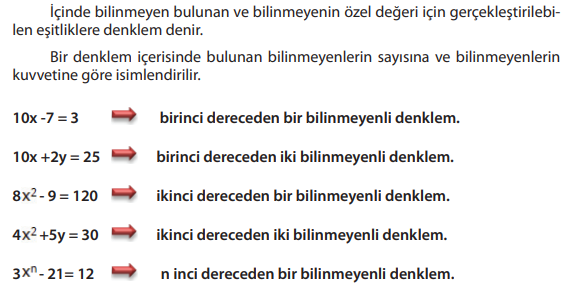 İçinde bilinmeyen bulunan ve bilinmeyenin özel değeri için gerçekleştirilebi-
len eşitliklere denklem denir.
Bir denklem içerisinde bulunan bilinmeyenlerin sayısına ve bilinmeyenlerin
kuvvetine göre isimlendirilir.
10x -7 = 3 birinci dereceden bir bilinmeyenli denklem.
10x +2y = 25 birinci dereceden iki bilinmeyenli denklem.
8x² - 9 = 120 ikinci dereceden bir bilinmeyenli denklem.
4x² +5y = 30 ikinci dereceden iki bilinmeyenli denklem.
3xⁿ - 21= 12 n inci dereceden bir bilinmeyenli denklem.